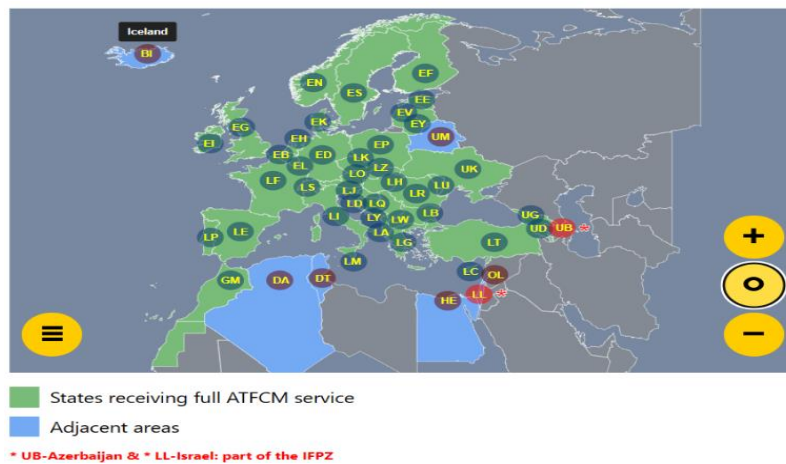 Iceland
BI
EF
EN
ES
EE
EV
EK
EY
EG
EI
EH
UM
EP
EB
ED
EL
LK
LZ
UK
LF
LO
LS
LH
LU
LJ
LR
LD
LQ
LI
LY
LW
LB
UG
LP
LE
LA
UD
UB *
LG
LT
LM
LC
OL
GM
DA
DT
HE
LL *
States receiving full ATFCM service
Adjacent areas
* UB-Azerbaijan & * LL-Israel: part of the IFPZ